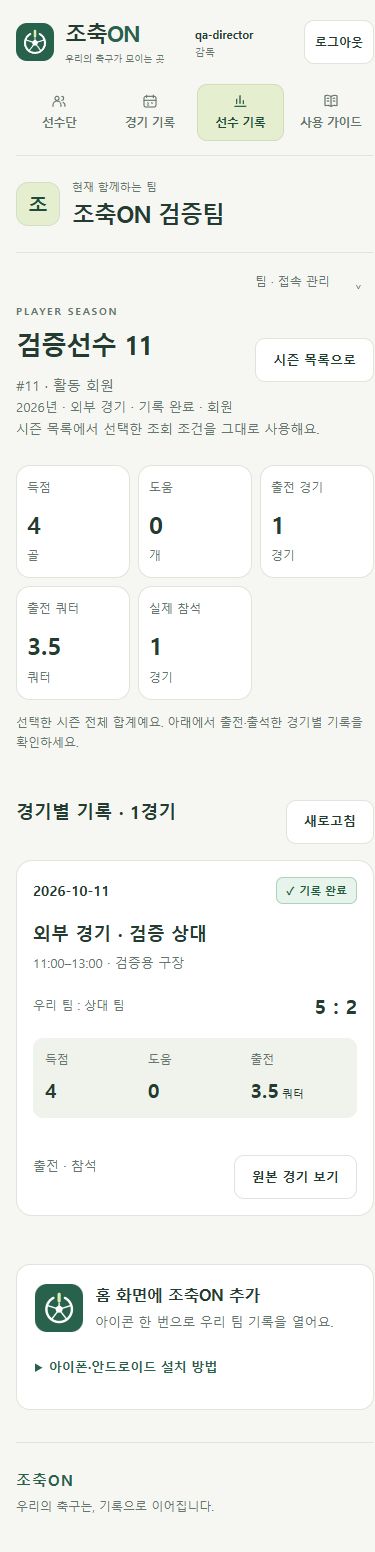 조축ON
우리의 축구가 모이는 곳
qa-director
감독
로그아웃
선수단
경기 기록
선수 기록
사용 가이드
조
현재 함께하는 팀
조축ON 검증팀
팀 · 접속 관리
PLAYER SEASON
검증선수 11
시즌 목록으로
#11 · 활동 회원
2026년 · 외부 경기 · 기록 완료 · 회원
시즌 목록에서 선택한 조회 조건을 그대로 사용해요.
득점
도움
출전 경기
4
0
1
골
개
경기
출전 쿼터
실제 참석
3.5
1
쿼터
경기
선택한 시즌 전체 합계예요. 아래에서 출전·출석한 경기별 기록을
확인하세요.
경기별 기록 · 1경기
새로고침
2026-10-11
✓ 기록 완료
외부 경기 · 검증 상대
11:00–13:00 · 검증용 구장
우리 팀 : 상대 팀
5 : 2
득점
도움
출전
4
0
3.5 쿼터
출전 · 참석
원본 경기 보기
홈 화면에 조축ON 추가
아이콘 한 번으로 우리 팀 기록을 열어요.
▶ 아이폰·안드로이드 설치 방법
조축ON
우리의 축구는, 기록으로 이어집니다.